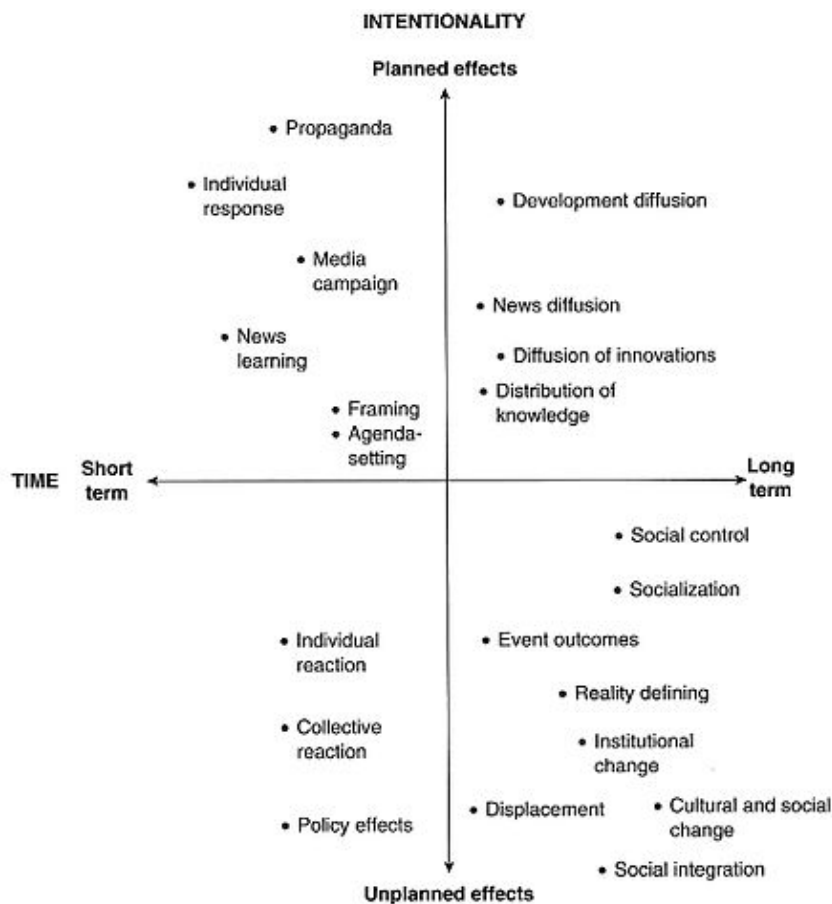 INTENTIONALITY
Planned effects
• Propaganda
• Individual
response
• Development diffusion
• Media
campaign
• News diffusion
• News
learning
• Diffusion of innovations
• Distribution of
knowledge
• Framing
• Agenda-
setting
TIME
Short
term
Long
term
• Social control
• Socialization
• Individual
reaction
• Event outcomes
• Reality defining
• Collective
reaction
• Institutional
change
• Displacement
• Cultural and social
change
• Policy effects
• Social integration
Unplanned effects